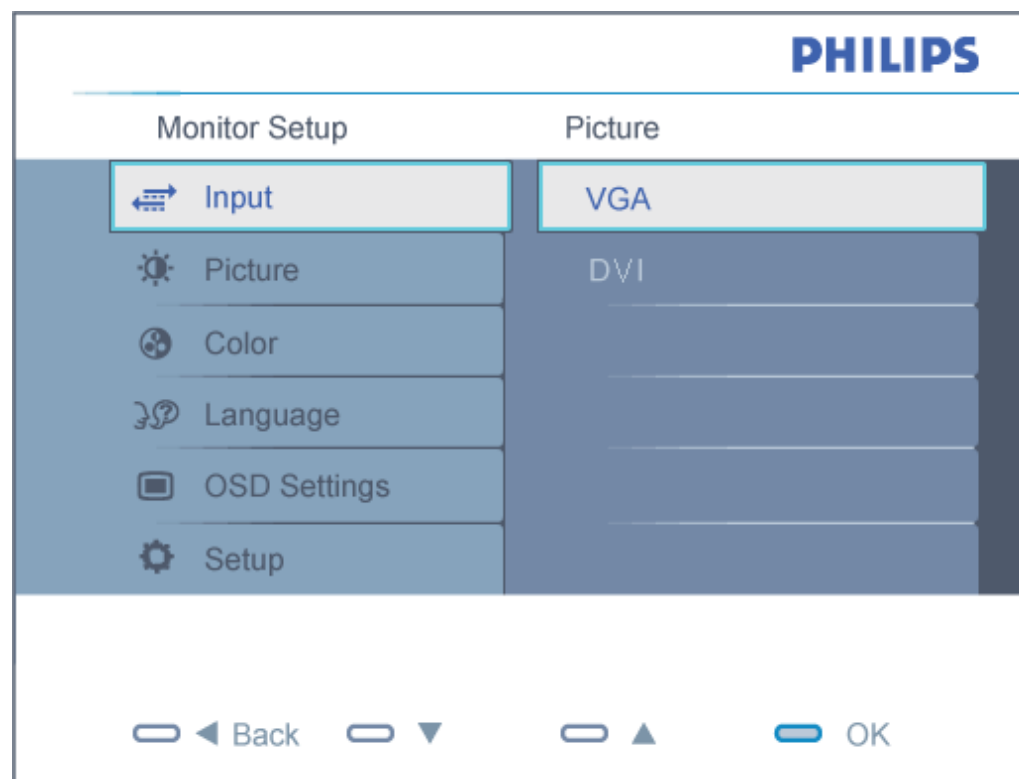 PHILIPS
Monitor Setup Picture
Input VGA
Picture DVI
Color
Language
OSD Settings
Setup
Back OK